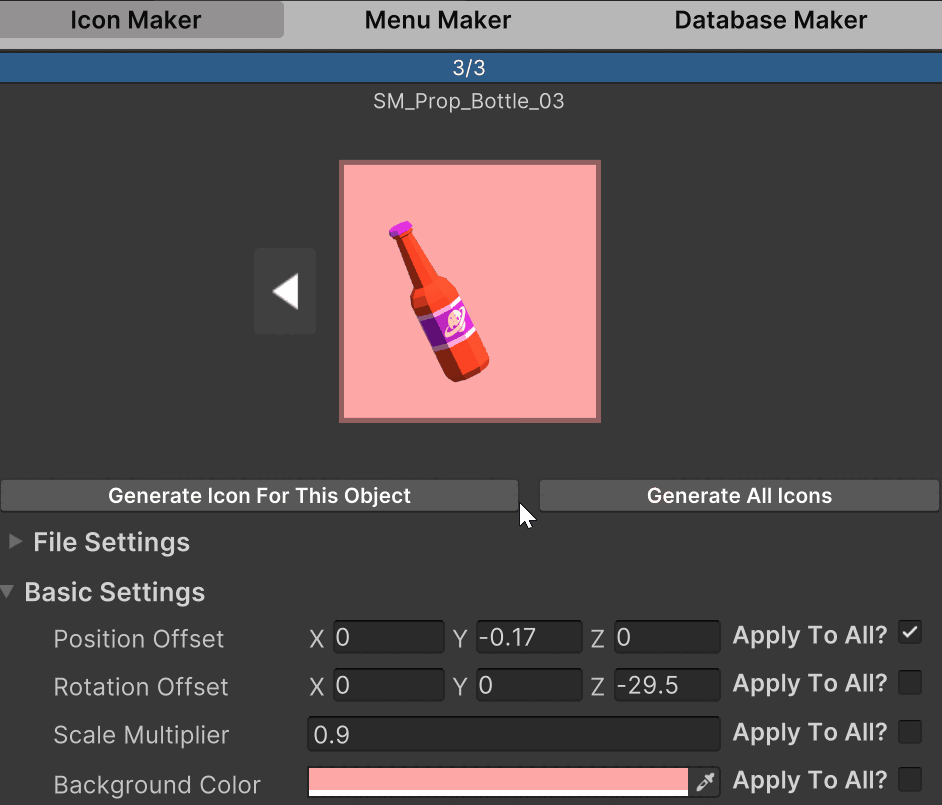 Icon Maker Menu Maker Database Maker
3/3
SM_Prop_Bottle_03
Generate Icon For This Object Generate All Icons
File Settings
Basic Settings
Position Offset X 0 Y -0.17 Z 0 Apply To All?
Rotation Offset X 0 Y 0 Z -29.5 Apply To All?
Scale Multiplier 0.9 Apply To All?
Background Color Apply To All?